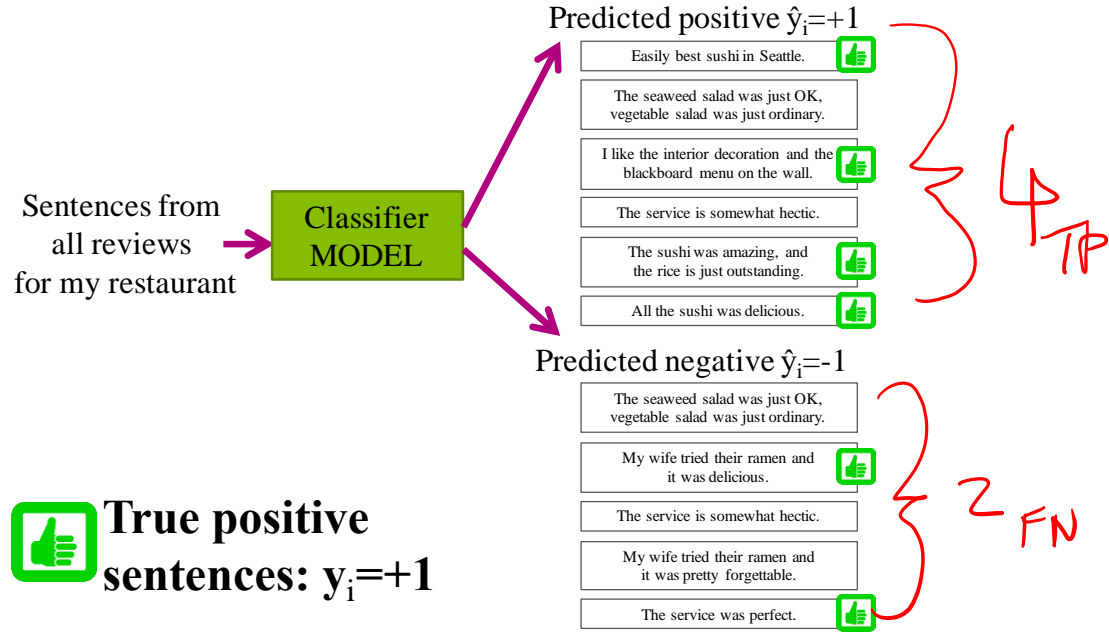 Predicted positive ŷi=+1
Easily best sushi in Seattle.
The seaweed salad was just OK,
vegetable salad was just ordinary.
I like the interior decoration and the
blackboard menu on the wall.
The service is somewhat hectic.
The sushi was amazing, and
the rice is just outstanding.
All the sushi was delicious.
4 TP
Sentences from
all reviews
for my restaurant
Classifier
MODEL
Predicted negative ŷi=-1
The seaweed salad was just OK,
vegetable salad was just ordinary.
My wife tried their ramen and
it was delicious.
The service is somewhat hectic.
My wife tried their ramen and
it was pretty forgettable.
The service was perfect.
2 FN
True positive
sentences: yi=+1